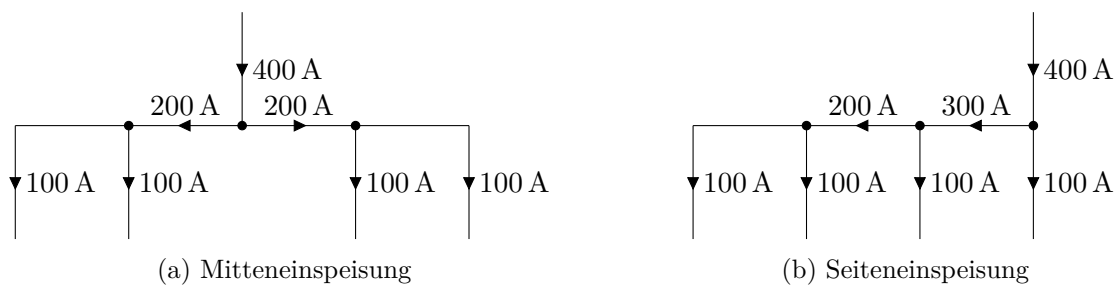 400 A
200 A 200 A
100 A 100 A 100 A 100 A
(a) Mitteneinspeisung
400 A
200 A 300 A
100 A 100 A 100 A 100 A
(b) Seiteneinspeisung